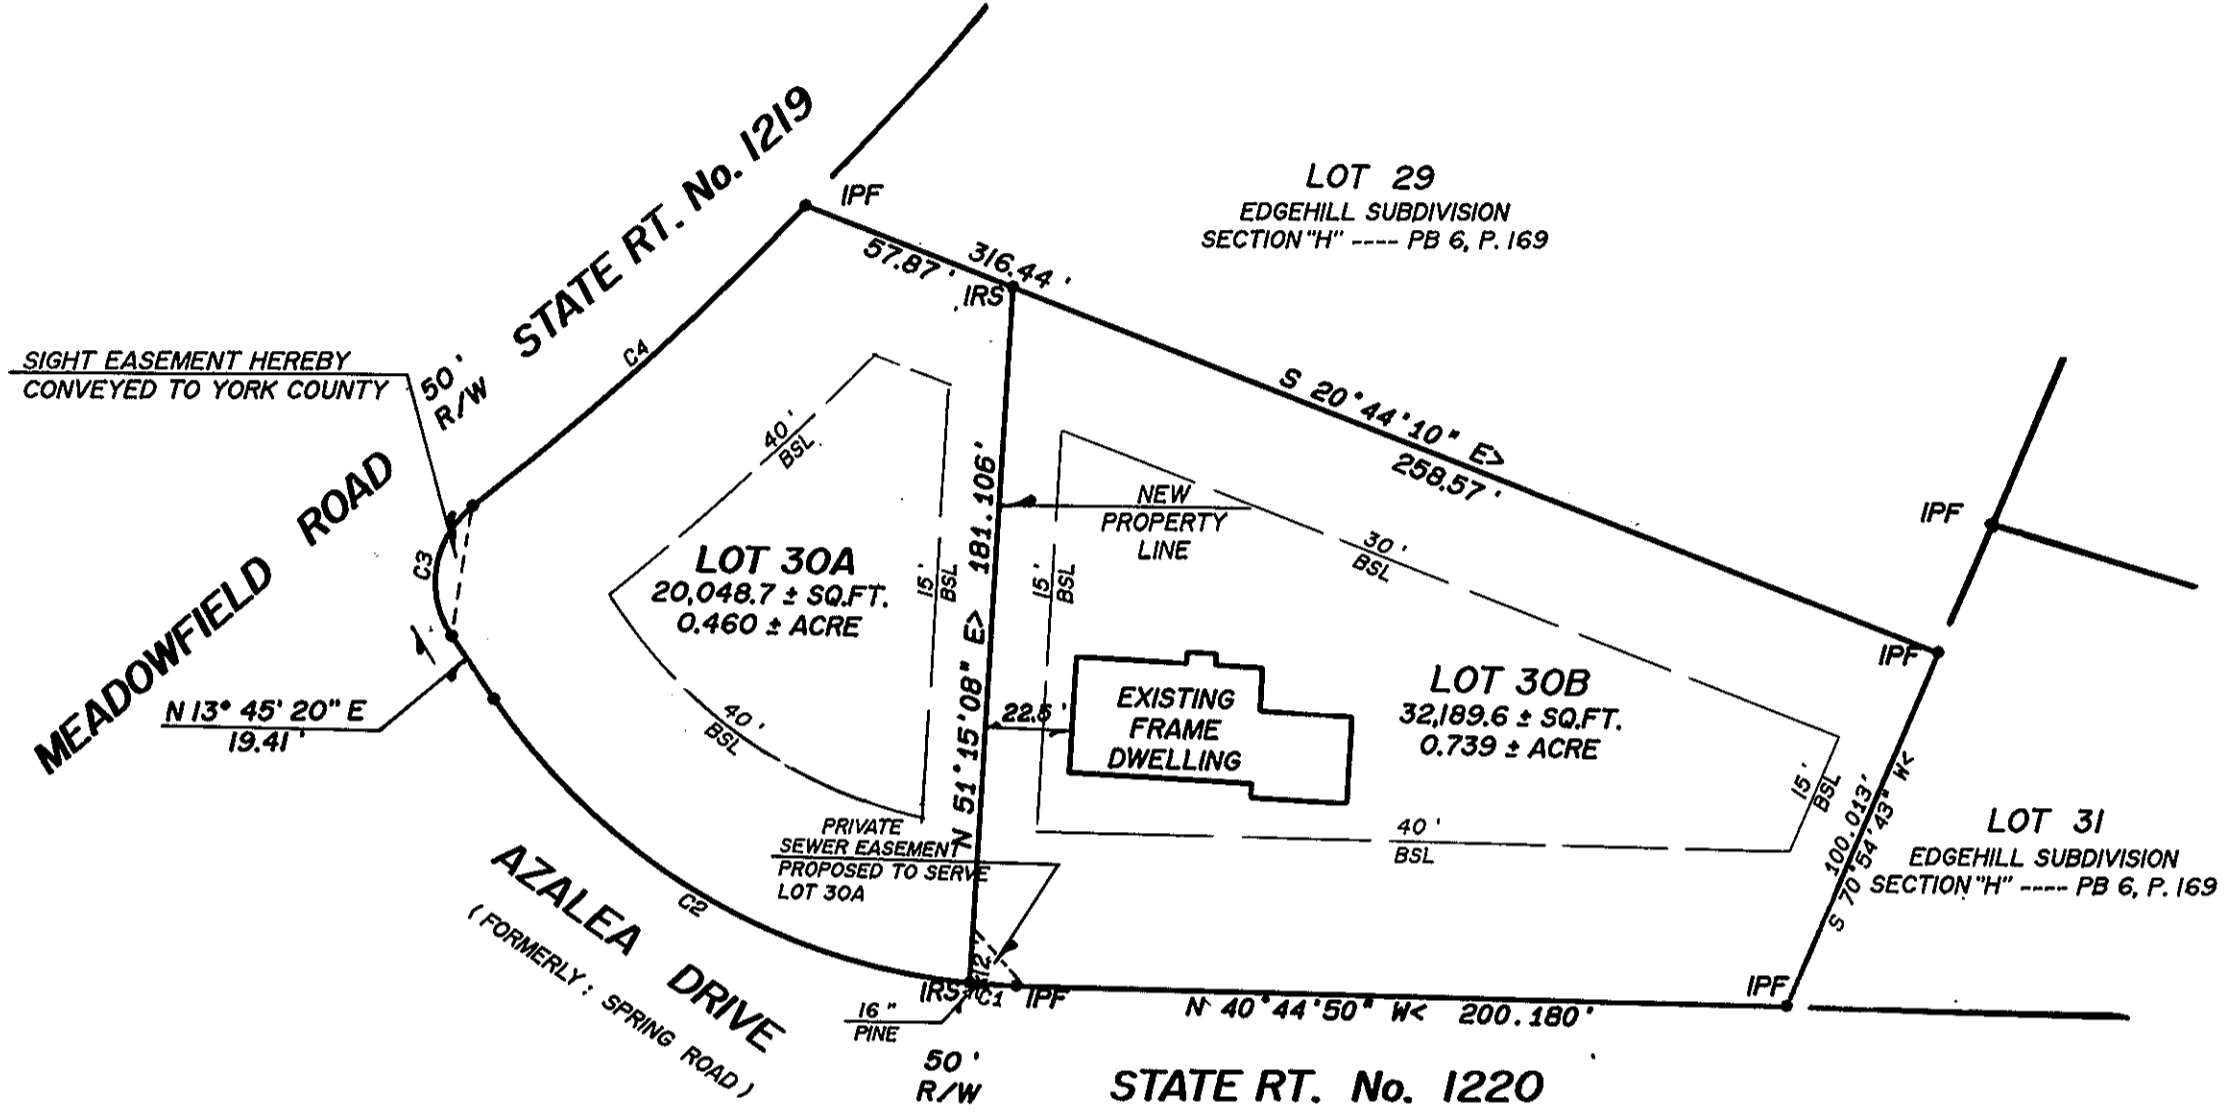 STATE RT. No. 1219
IPF
LOT 29
EDGEHILL SUBDIVISION
SECTION "H" ---- PB 6, P. 169
57.87'
316.44'
IRS
SIGHT EASEMENT HEREBY
CONVEYED TO YORK COUNTY
50'
R/W
C4
S 20°44'10" E>
258.57'
40'
BSL
MEADOWFIELD ROAD
NEW
PROPERTY
LINE
IPF
30'
BSL
C3
LOT 30A
20,048.7 ± SQ.FT.
0.460 ± ACRE
15'
BSL
N 51°15'08" E> 181.106'
15'
BSL
IPF
LOT 30B
32,189.6 ± SQ.FT.
0.739 ± ACRE
EXISTING
FRAME
DWELLING
22.5'
N 13° 45' 20" E
19.41'
40'
BSL
15'
BSL
100.013'
S 70°54'43" W<
LOT 31
EDGEHILL SUBDIVISION
SECTION "H" ---- PB 6, P. 169
PRIVATE
SEWER EASEMENT
PROPOSED TO SERVE
LOT 30A
40'
BSL
C2
AZALEA DRIVE
(FORMERLY: SPRING ROAD)
12'
IRS
C1
IPF
IPF
16"
PINE
N 40°44'50" W< 200.180'
50'
R/W
STATE RT. No. 1220